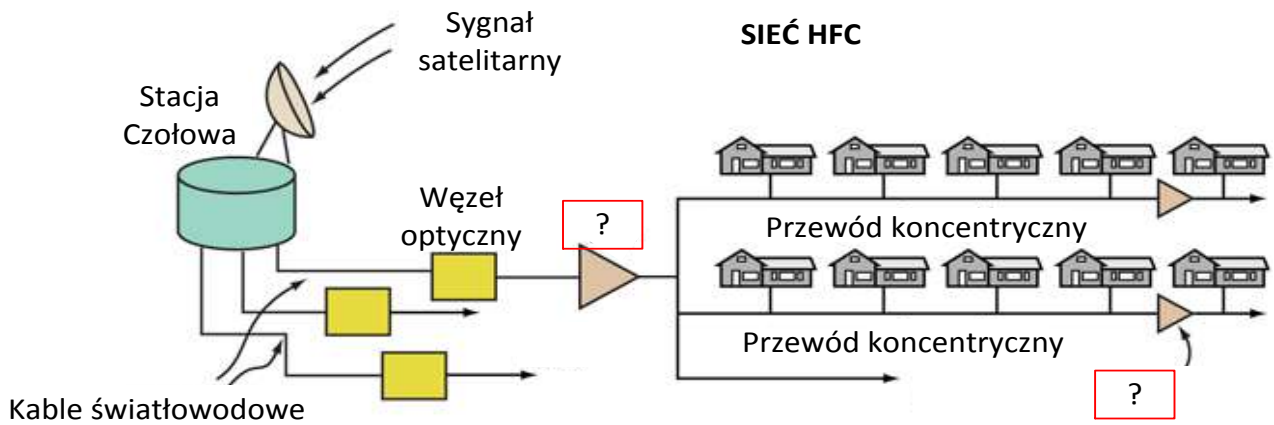 Sygnał
satelitarny
SIEĆ HFC
Stacja
Czołowa
Węzeł
optyczny
?
Przewód koncentryczny
Przewód koncentryczny
?
Kable światłowodowe